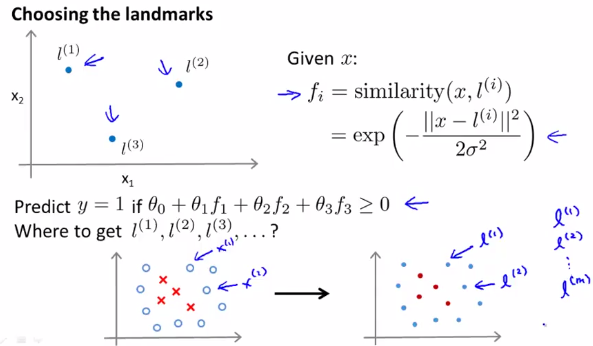 Choosing the landmarks
l⁽¹⁾
l⁽²⁾
l⁽³⁾
x₂
x₁
Given x:
fᵢ = similarity(x, l⁽ⁱ⁾)
= exp(−||x − l⁽ⁱ⁾||² / 2σ²)
Predict y = 1 if θ₀ + θ₁f₁ + θ₂f₂ + θ₃f₃ ≥ 0
Where to get l⁽¹⁾, l⁽²⁾, l⁽³⁾, ...?
x⁽¹⁾
x⁽²⁾
l⁽¹⁾
l⁽²⁾
l⁽¹⁾
l⁽²⁾
⋮
l⁽ᵐ⁾